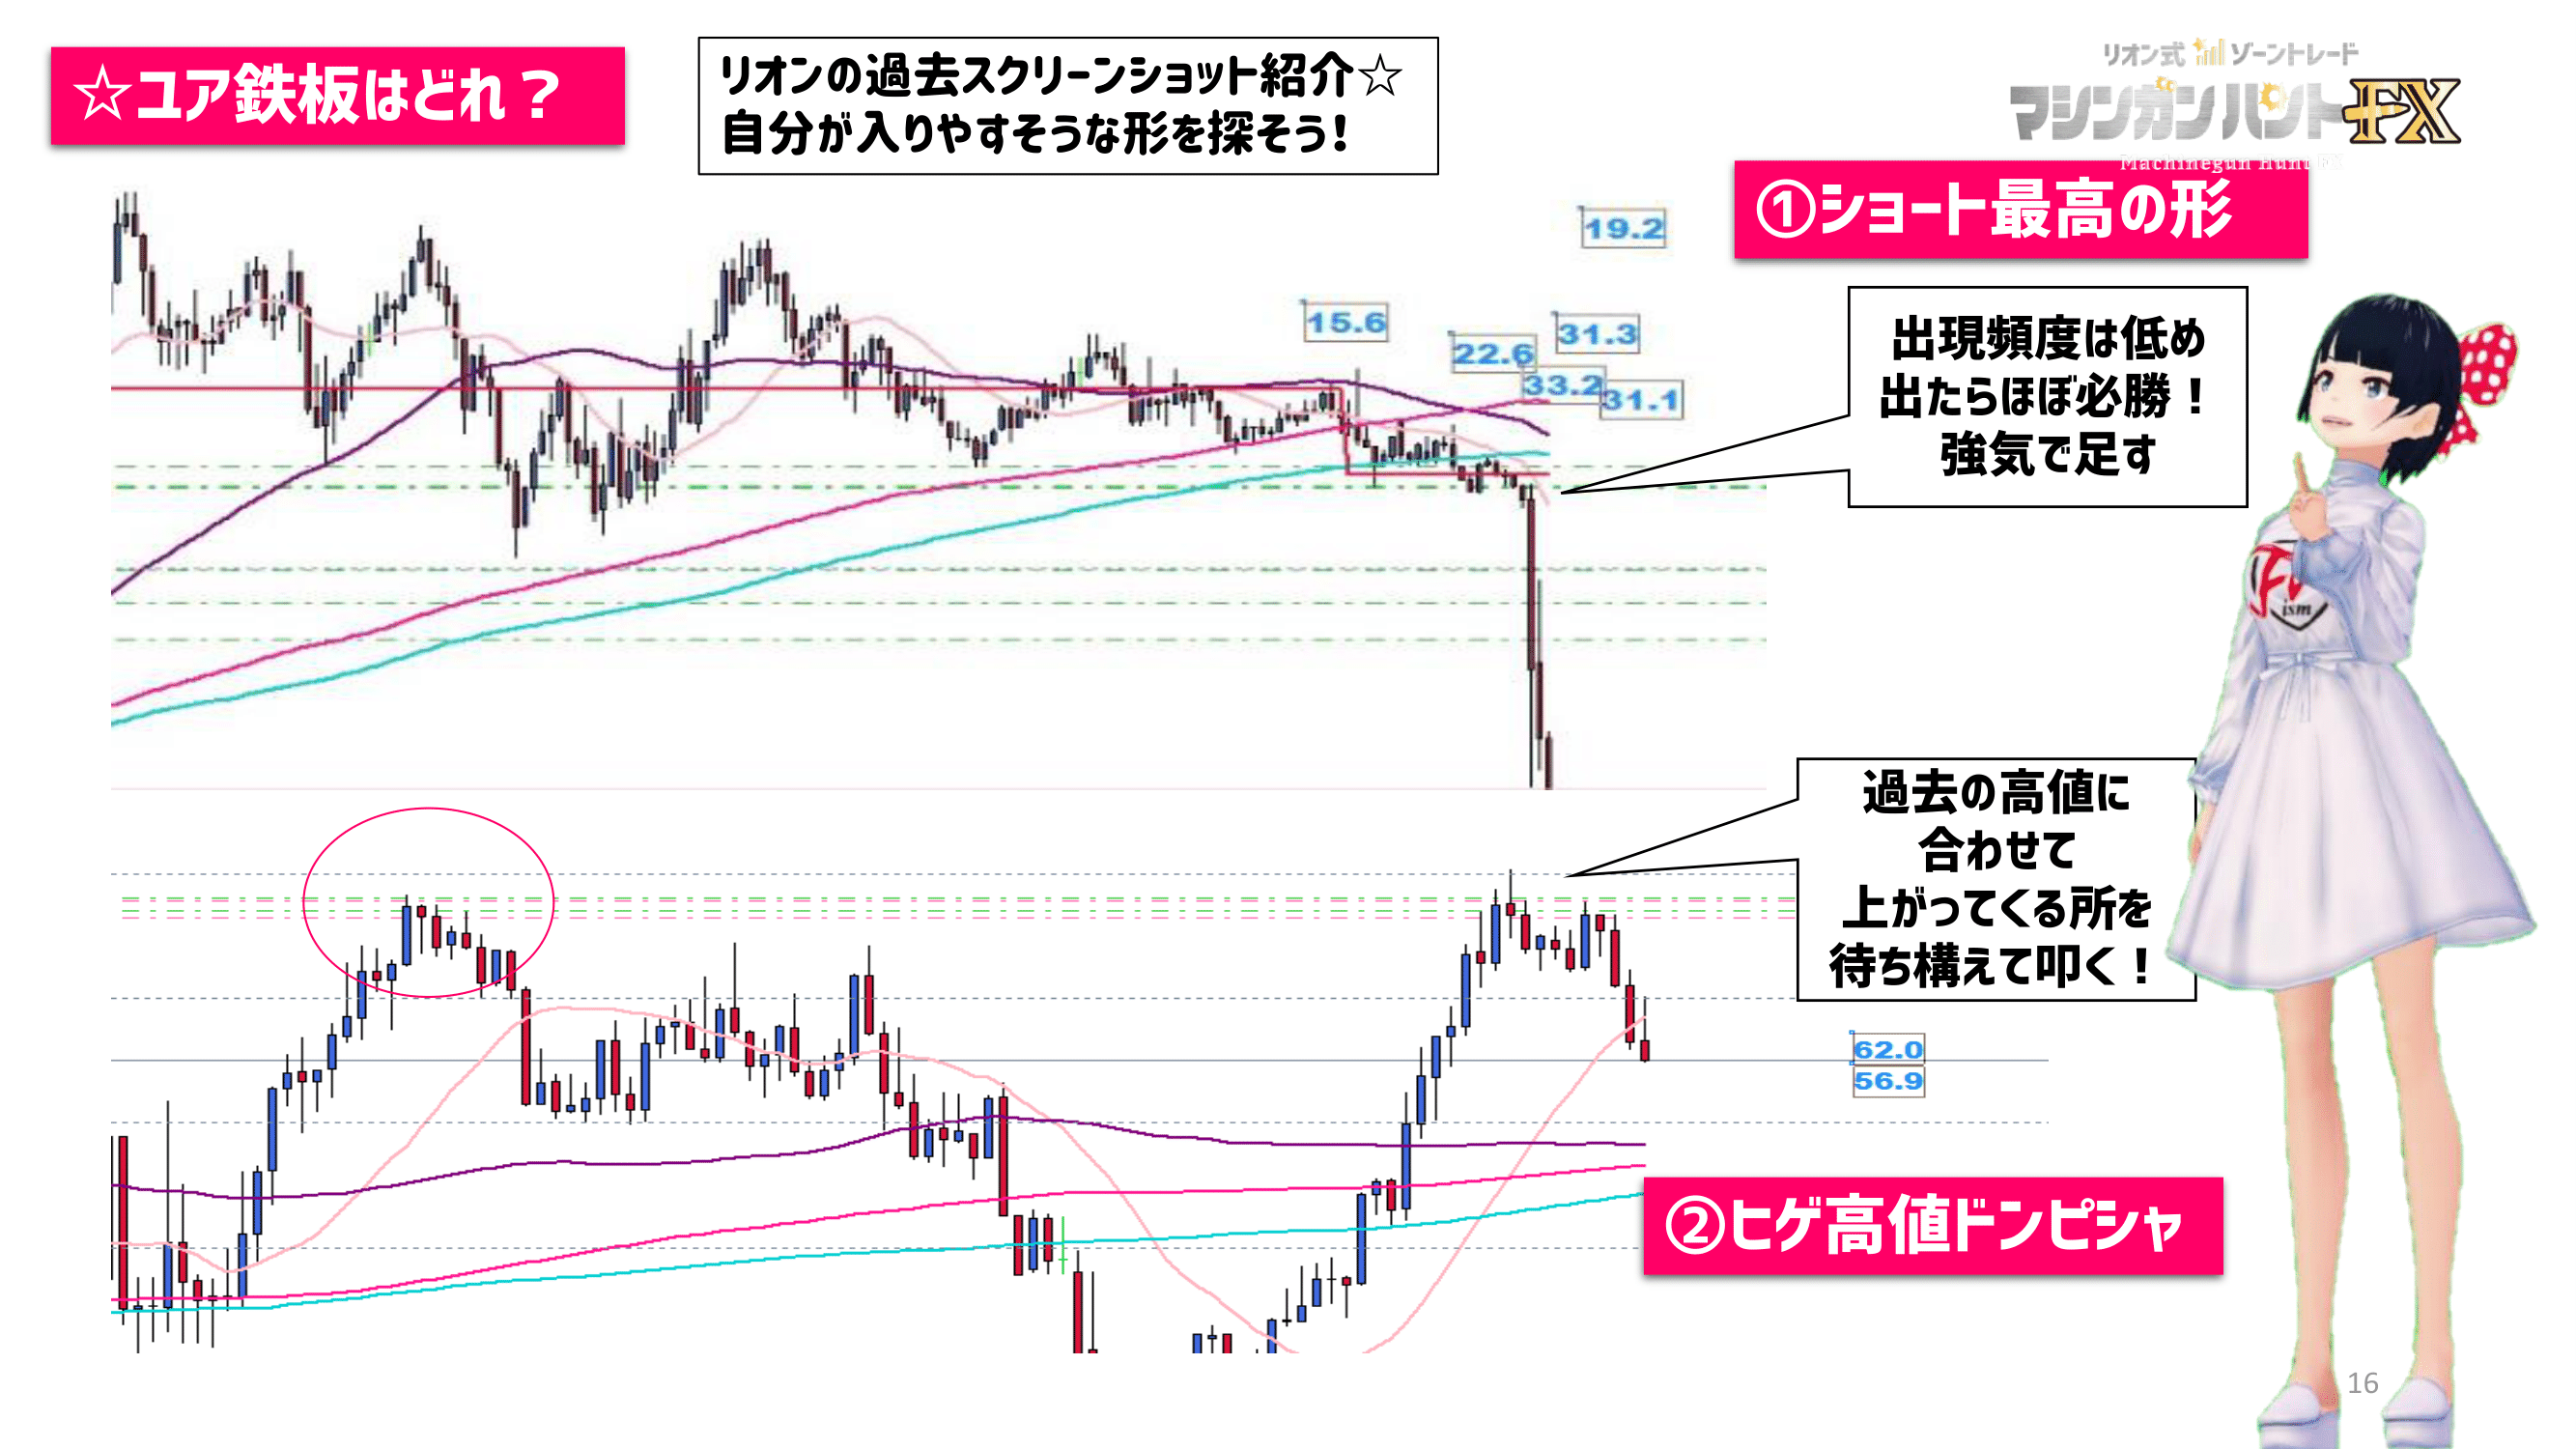 ☆ユア鉄板はどれ？
リオンの過去スクリーンショット紹介☆
自分が入りやすそうな形を探そう！
リオン式 ゾーントレード
マシンガンハントFX
Machinegun Hunt FX
①ショート最高の形
19.2
15.6
31.3
22.6
33.2
31.1
出現頻度は低め
出たらほぼ必勝！
強気で足す
ism
過去の高値に
合わせて
上がってくる所を
待ち構えて叩く！
62.0
56.9
②ヒゲ高値ドンピシャ
16